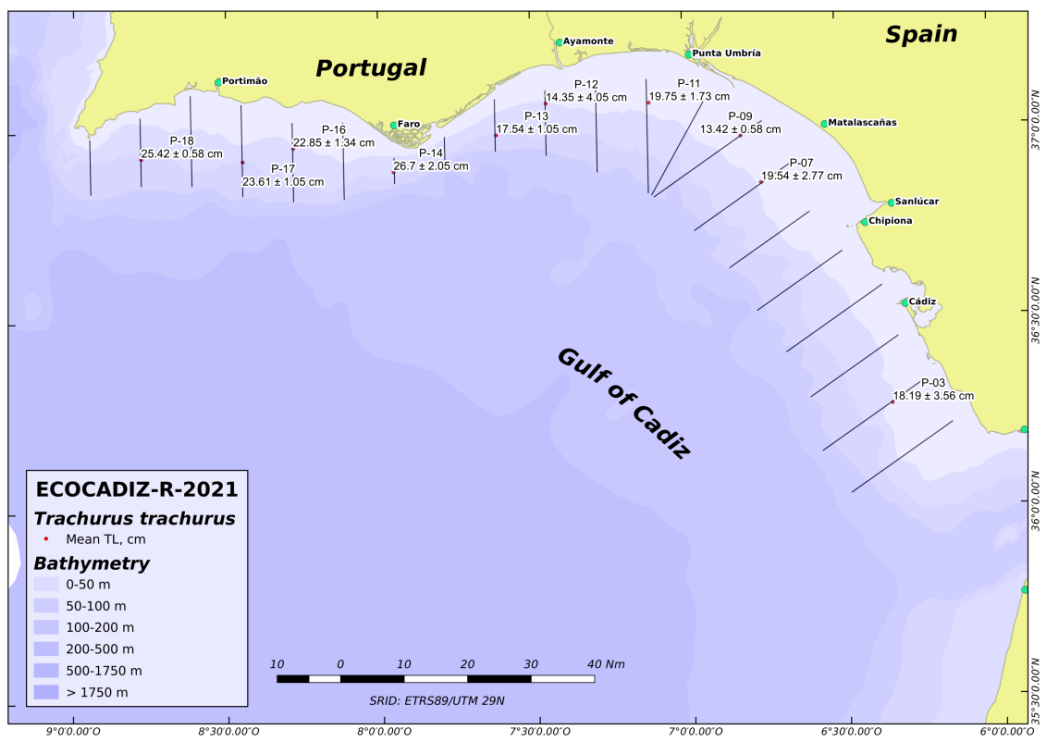 Spain
Portugal
Ayamonte
Punta Umbría
Portimão
Faro
Matalascañas
Sanlúcar
Chipiona
Cádiz
P-12
14.35 ± 4.05 cm
P-11
19.75 ± 1.73 cm
P-13
17.54 ± 1.05 cm
P-09
13.42 ± 0.58 cm
P-18
25.42 ± 0.58 cm
P-16
22.85 ± 1.34 cm
P-14
26.7 ± 2.05 cm
P-17
23.61 ± 1.05 cm
P-07
19.54 ± 2.77 cm
P-03
18.19 ± 3.56 cm
Gulf of Cadiz
37°0'0.00"N
36°30'0.00"N
36°0'0.00"N
35°30'0.00"N
ECOCADIZ-R-2021
Trachurus trachurus
Mean TL, cm
Bathymetry
0-50 m
50-100 m
100-200 m
200-500 m
500-1750 m
> 1750 m
10 0 10 20 30 40 Nm
SRID: ETRS89/UTM 29N
9°0'0.00"O 8°30'0.00"O 8°0'0.00"O 7°30'0.00"O 7°0'0.00"O 6°30'0.00"O 6°0'0.00"O